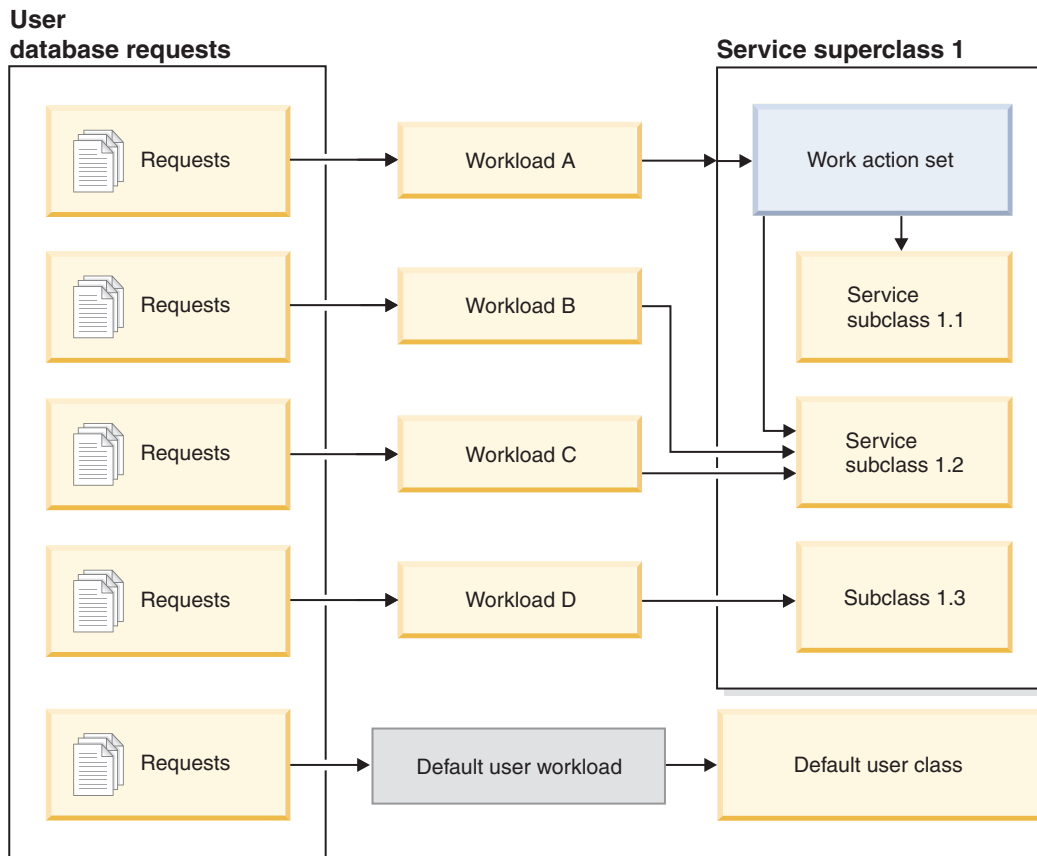 User
database requests
Service superclass 1
Requests
Workload A
Work action set
Requests
Workload B
Service
subclass 1.1
Requests
Workload C
Service
subclass 1.2
Requests
Workload D
Subclass 1.3
Requests
Default user workload
Default user class